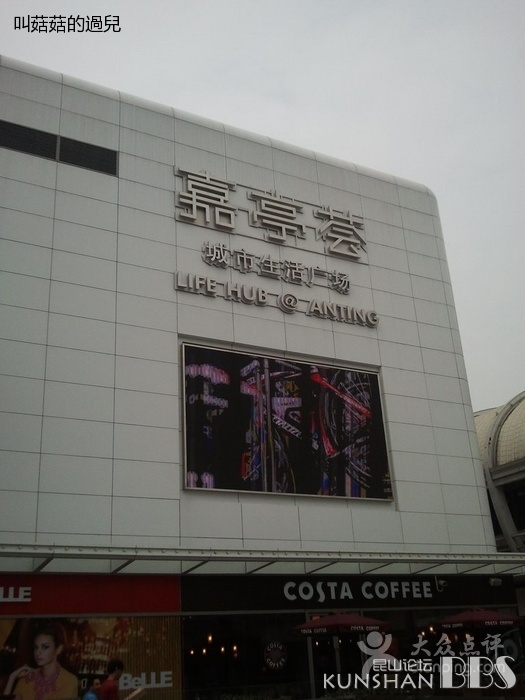 叫菇菇的過兒
嘉亭荟
城市生活广场
LIFE HUB @ ANTING
COSTA COFFEE
BeLLE
大众点评
昆山论坛
KUNSHAN BBS